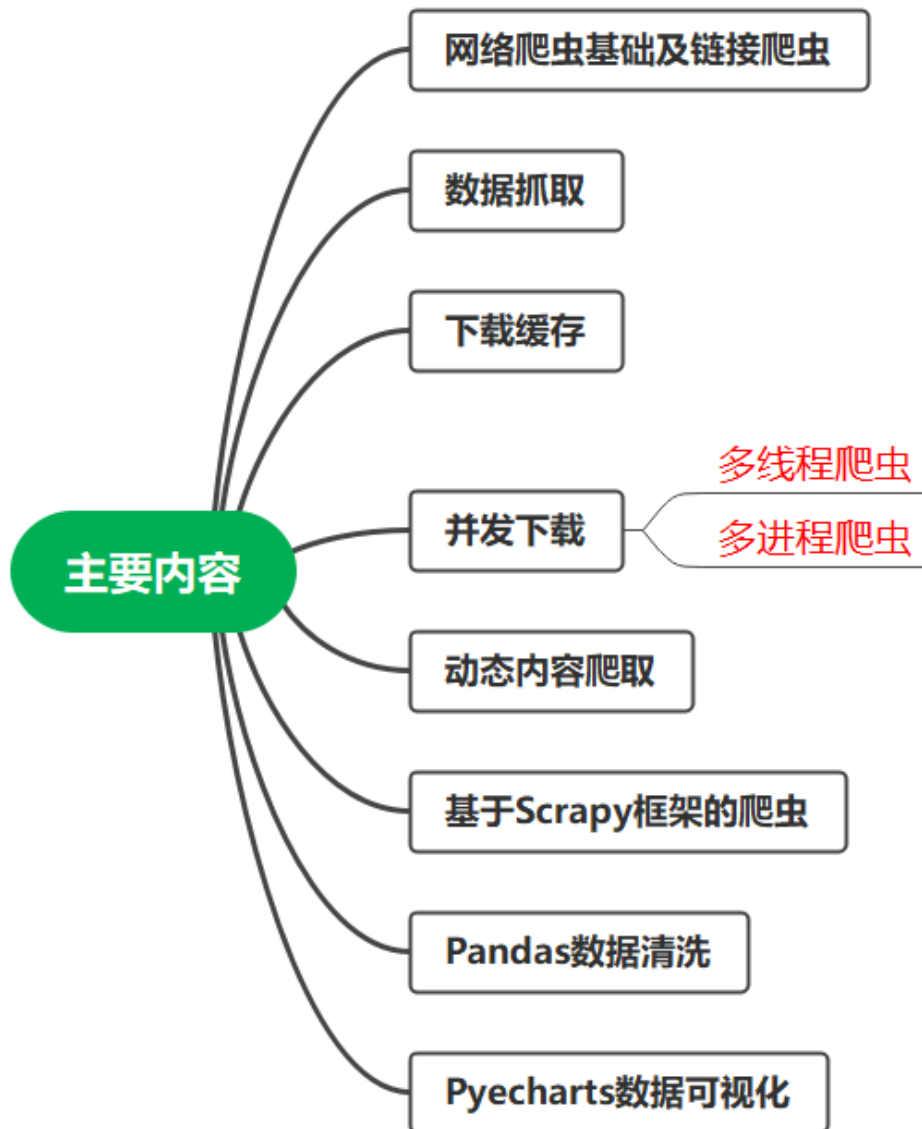 主要内容
网络爬虫基础及链接爬虫
数据抓取
下载缓存
并发下载
多线程爬虫
多进程爬虫
动态内容爬取
基于Scrapy框架的爬虫
Pandas数据清洗
Pyecharts数据可视化